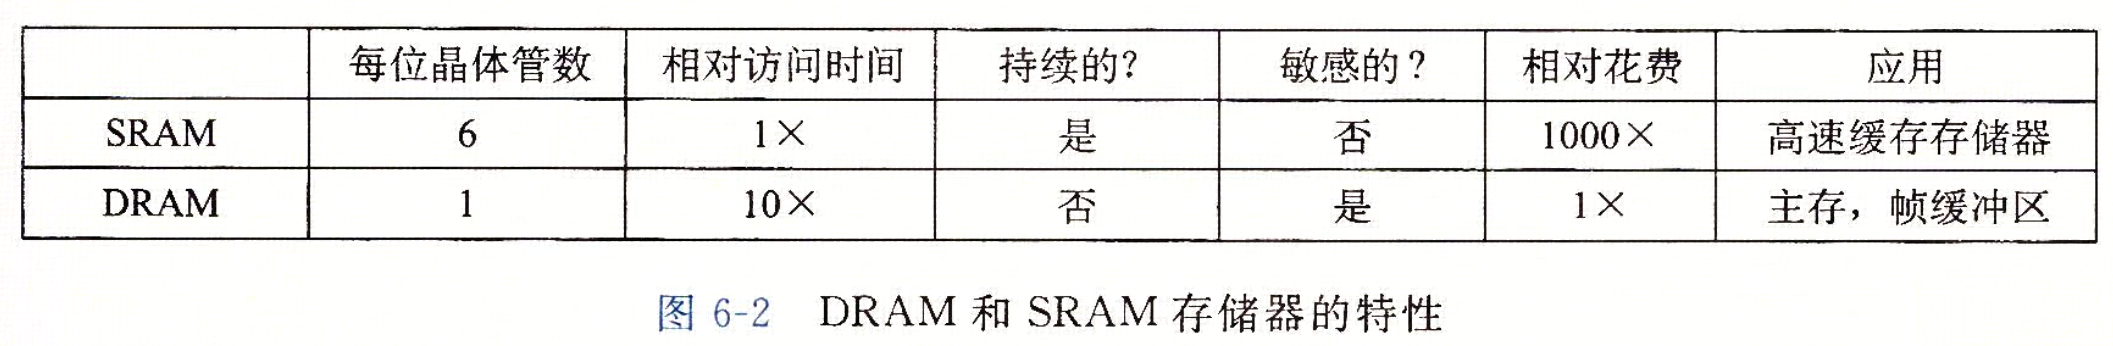 每位晶体管数 相对访问时间 持续的? 敏感的? 相对花费 应用
SRAM 6 1× 是 否 1000× 高速缓存存储器
DRAM 1 10× 否 是 1× 主存，帧缓冲区
图 6-2 DRAM 和 SRAM 存储器的特性